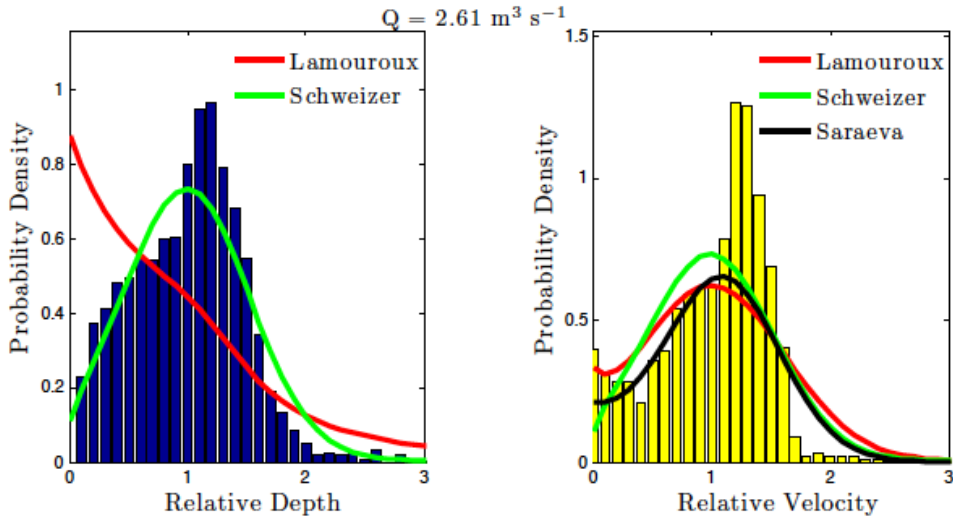 Q = 2.61 m³ s⁻¹
Lamouroux
Schweizer
Probability Density
1
0.8
0.6
0.4
0.2
0
0
1
2
3
Relative Depth
Lamouroux
Schweizer
Saraeva
Probability Density
1.5
1
0.5
0
0
1
2
3
Relative Velocity